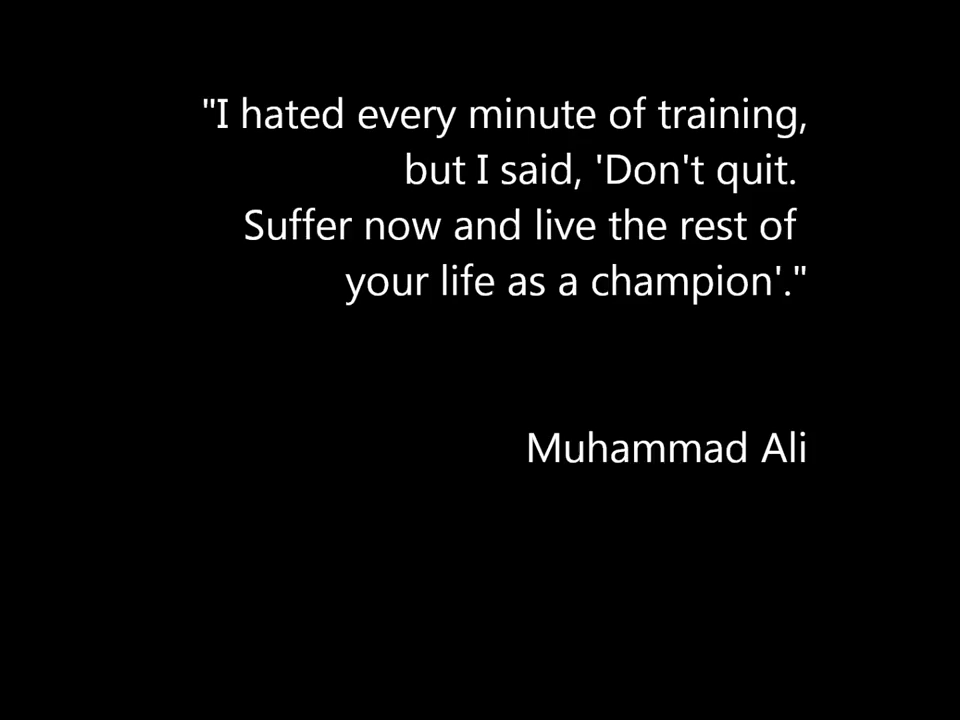 "I hated every minute of training,
but I said, 'Don't quit.
Suffer now and live the rest of
your life as a champion'."
Muhammad Ali